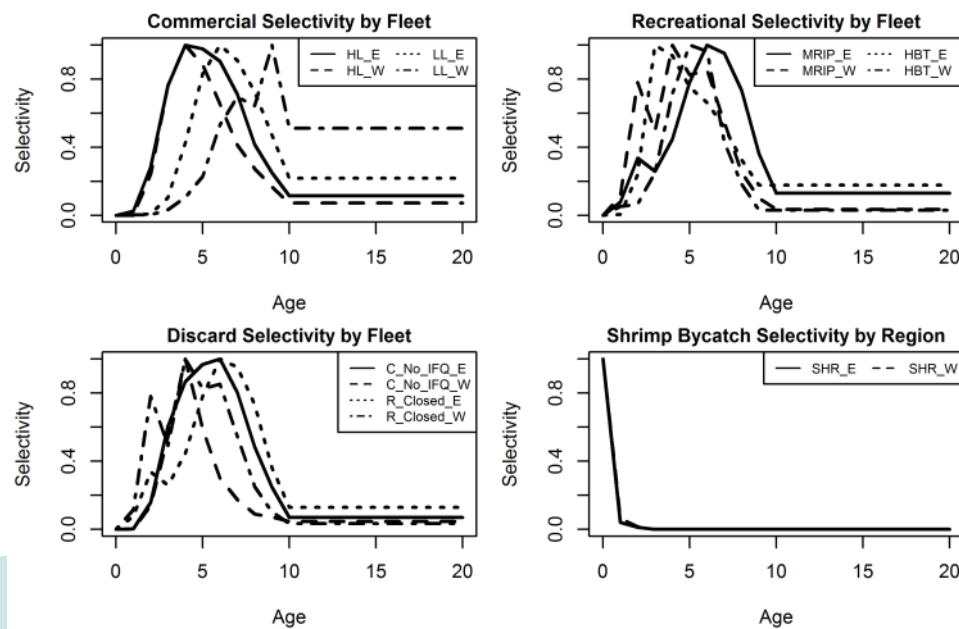 Commercial Selectivity by Fleet
HL_E
HL_W
LL_E
LL_W
Selectivity
0.0
0.4
0.8
0
5
10
15
20
Age
Recreational Selectivity by Fleet
MRIP_E
MRIP_W
HBT_E
HBT_W
Selectivity
0.0
0.4
0.8
0
5
10
15
20
Age
Discard Selectivity by Fleet
C_No_IFQ_E
C_No_IFQ_W
R_Closed_E
R_Closed_W
Selectivity
0.0
0.4
0.8
0
5
10
15
20
Age
Shrimp Bycatch Selectivity by Region
SHR_E
SHR_W
Selectivity
0.0
0.4
0.8
0
5
10
15
20
Age